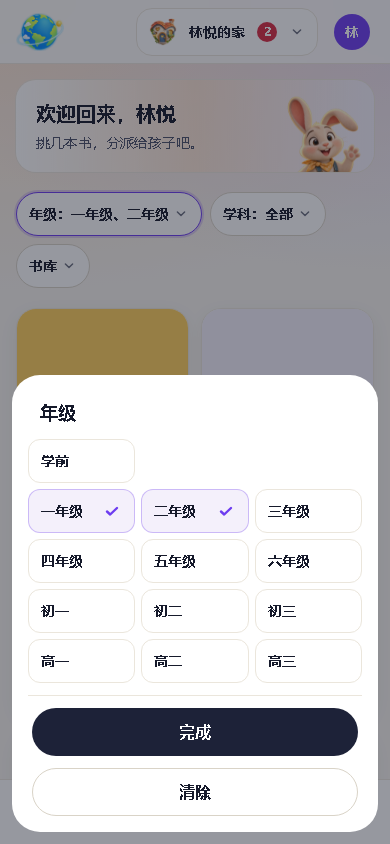 林悦的家 2 林
欢迎回来，林悦
挑几本书，分派给孩子吧。
年级：一年级、二年级 学科：全部
书库
年级
学前
一年级 二年级 三年级
四年级 五年级 六年级
初一 初二 初三
高一 高二 高三
完成
清除